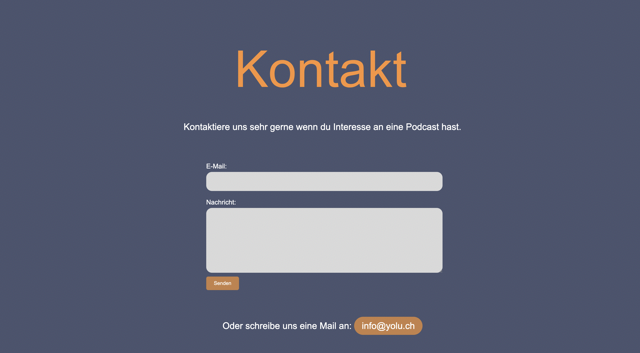 Kontakt
Kontaktiere uns sehr gerne wenn du Interesse an eine Podcast hast.
E-Mail:
Nachricht:
Senden
Oder schreibe uns eine Mail an: info@yolu.ch